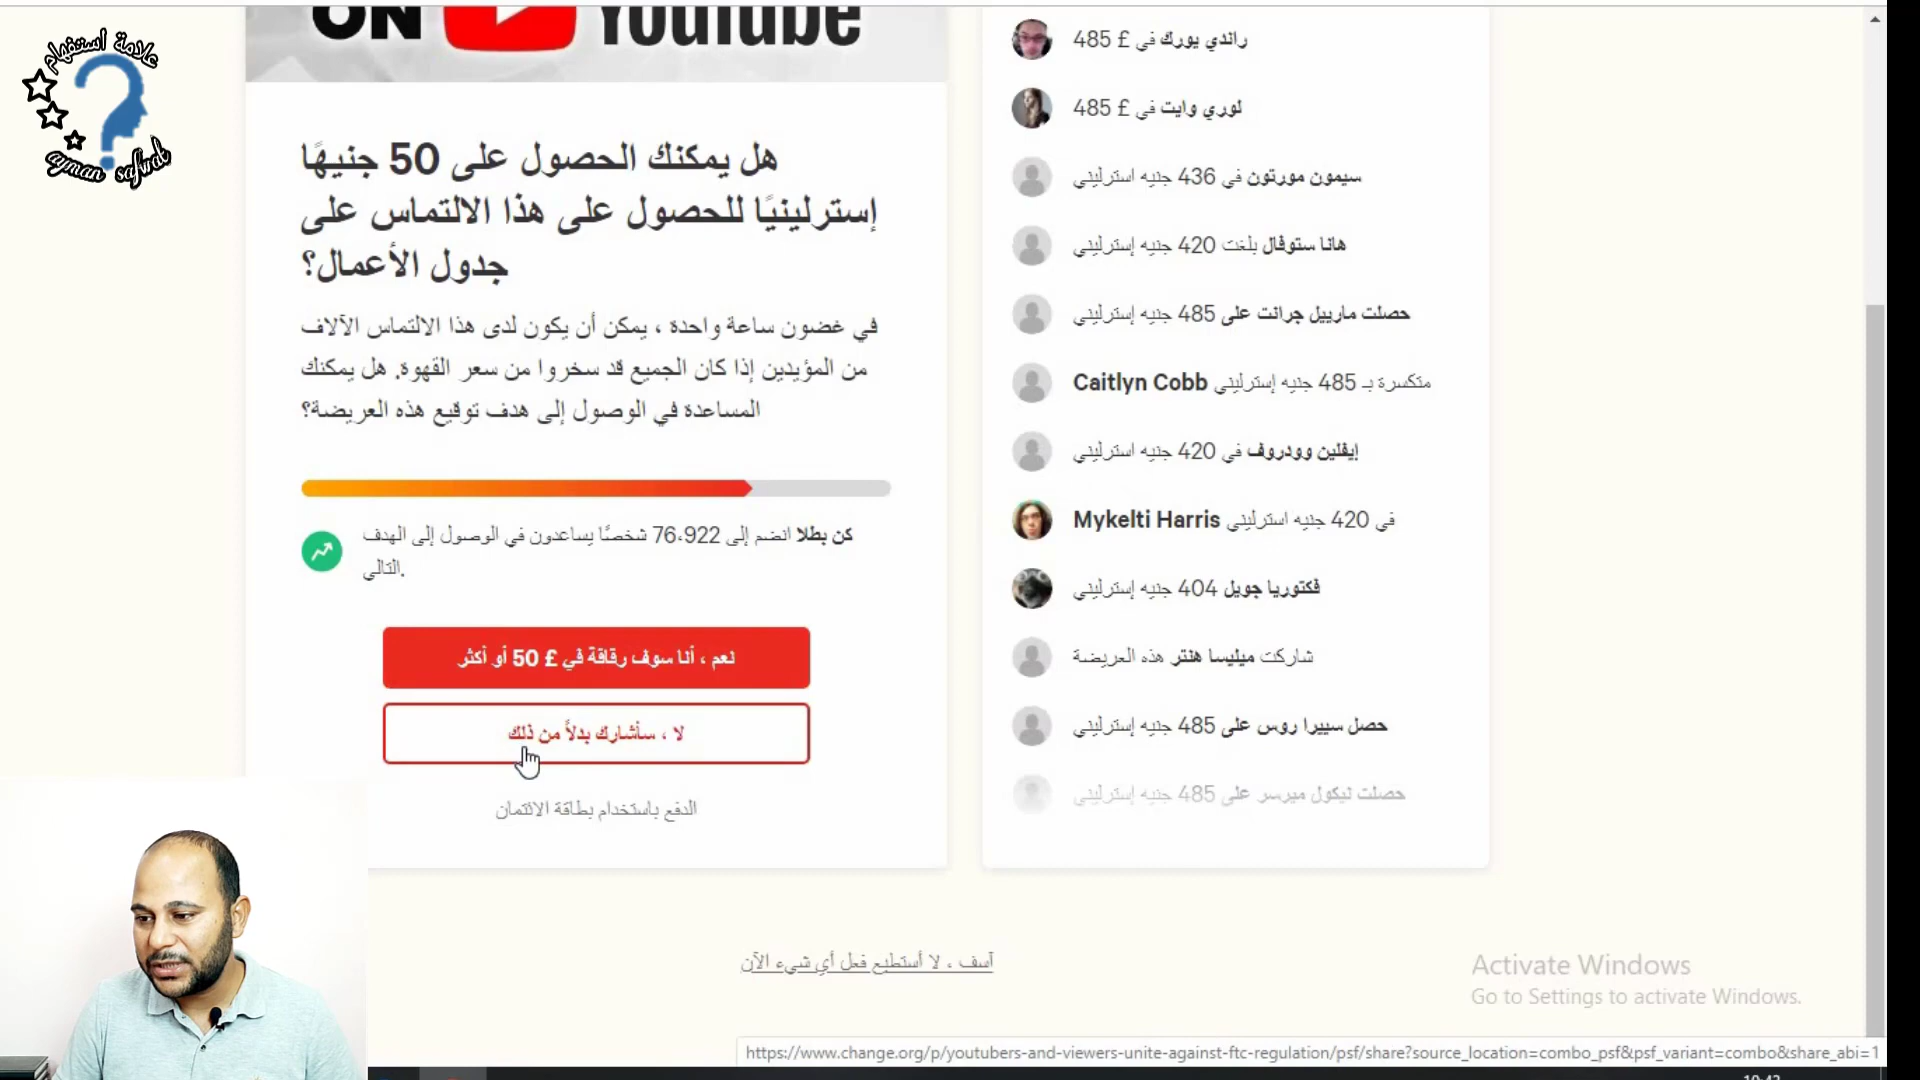 علامة أستفهام
ayman safwat
ON YouTube
هل يمكنك الحصول على 50 جنيهًا
إسترلينيًا للحصول على هذا الالتماس على
جدول الأعمال؟
في غضون ساعة واحدة ، يمكن أن يكون لدى هذا الالتماس الآلاف
من المؤيدين إذا كان الجميع قد سخروا من سعر القهوة. هل يمكنك
المساعدة في الوصول إلى هدف توقيع هذه العريضة؟
كن بطلا انضم إلى 76،922 شخصًا يساعدون في الوصول إلى الهدف
التالي.
نعم ، أنا سوف رقاقة في £ 50 أو أكثر
لا ، سأشارك بدلاً من ذلك
الدفع باستخدام بطاقة الائتمان
راندي يورك في £ 485
لوري وايت في £ 485
سيمون مورتون في 436 جنيه استرليني
هانا ستوفال بلغت 420 جنيه إسترليني
حصلت مارييل جرانت على 485 جنيه إسترليني
Caitlyn Cobb متكسرة بـ 485 جنيه إسترليني
إيفلين وودروف في 420 جنيه استرليني
Mykelti Harris في 420 جنيه استرليني
فكتوريا جويل 404 جنيه إسترليني
شاركت ميليسا هنتر هذه العريضة
حصل سييرا روس على 485 جنيه إسترليني
حصلت نيكول ميرسر على 485 جنيه إسترليني
آسف ، لا أستطيع فعل أي شيء الآن
Activate Windows
Go to Settings to activate Windows.
https://www.change.org/p/youtubers-and-viewers-unite-against-ftc-regulation/psf/share?source_location=combo_psf&psf_variant=combo&share_abi=1